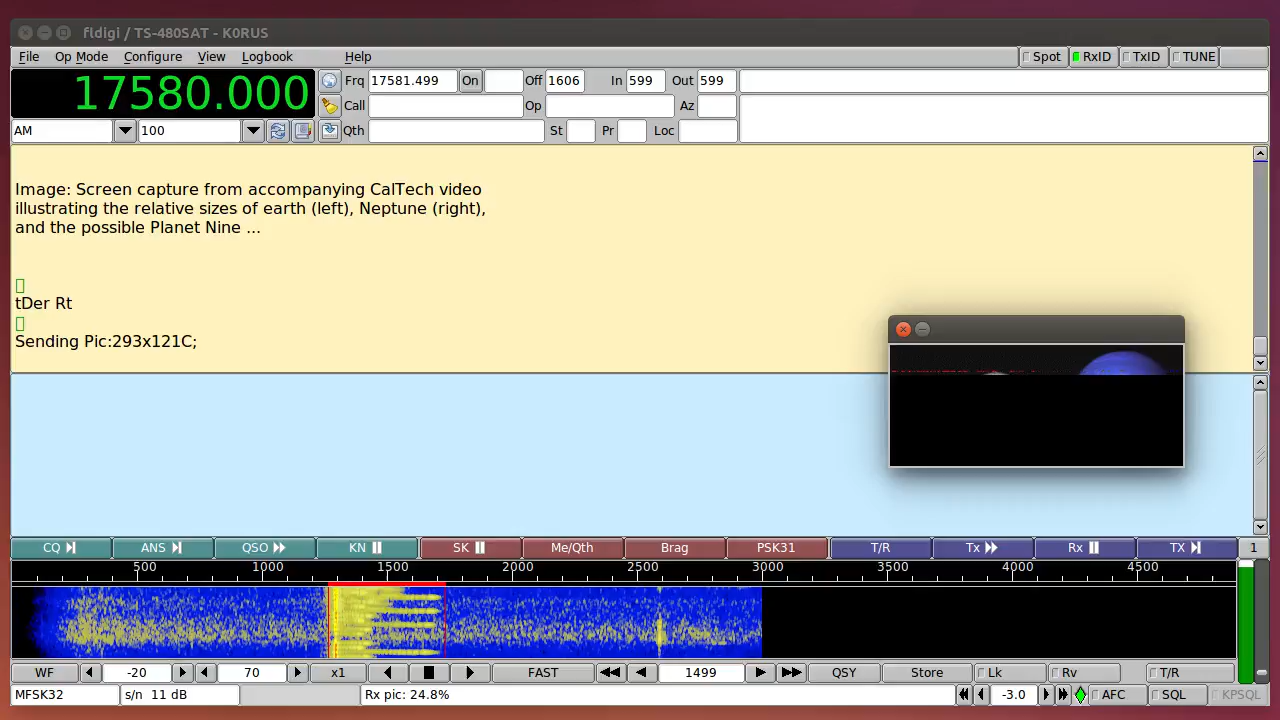 fldigi / TS-480SAT - K0RUS
File Op Mode Configure View Logbook Help Spot RxID TxID TUNE
17580.000
Frq 17581.499 On Off 1606 In 599 Out 599
Call Op Az
AM 100 Qth St Pr Loc
Image: Screen capture from accompanying CalTech video
illustrating the relative sizes of earth (left), Neptune (right),
and the possible Planet Nine ...
tDer Rt
Sending Pic:293x121C;
CQ ANS QSO KN SK Me/Qth Brag PSK31 T/R Tx Rx TX 1
500 1000 1500 2000 2500 3000 3500 4000 4500
WF -20 70 x1 FAST 1499 QSY Store Lk Rv T/R
MFSK32 s/n 11 dB Rx pic: 24.8% -3.0 AFC SQL KPSQL